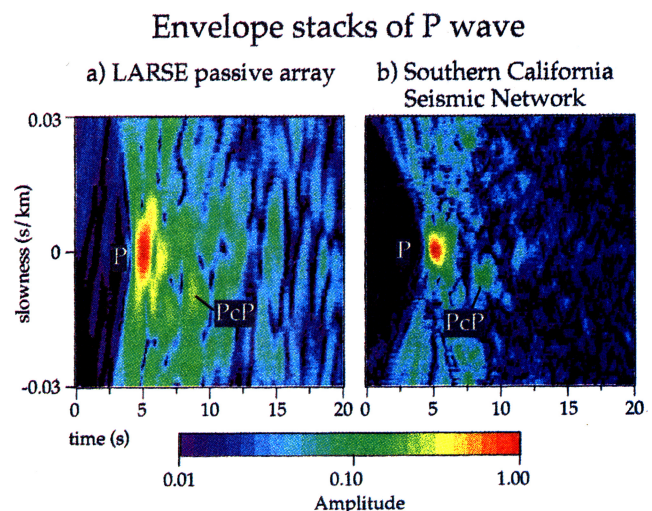 Envelope stacks of P wave
a) LARSE passive array
b) Southern California
Seismic Network
0.03
0
-0.03
slowness (s/km)
P
PcP
P
PcP
0 5 10 15 20
0 5 10 15 20
time (s)
0.01 0.10 1.00
Amplitude